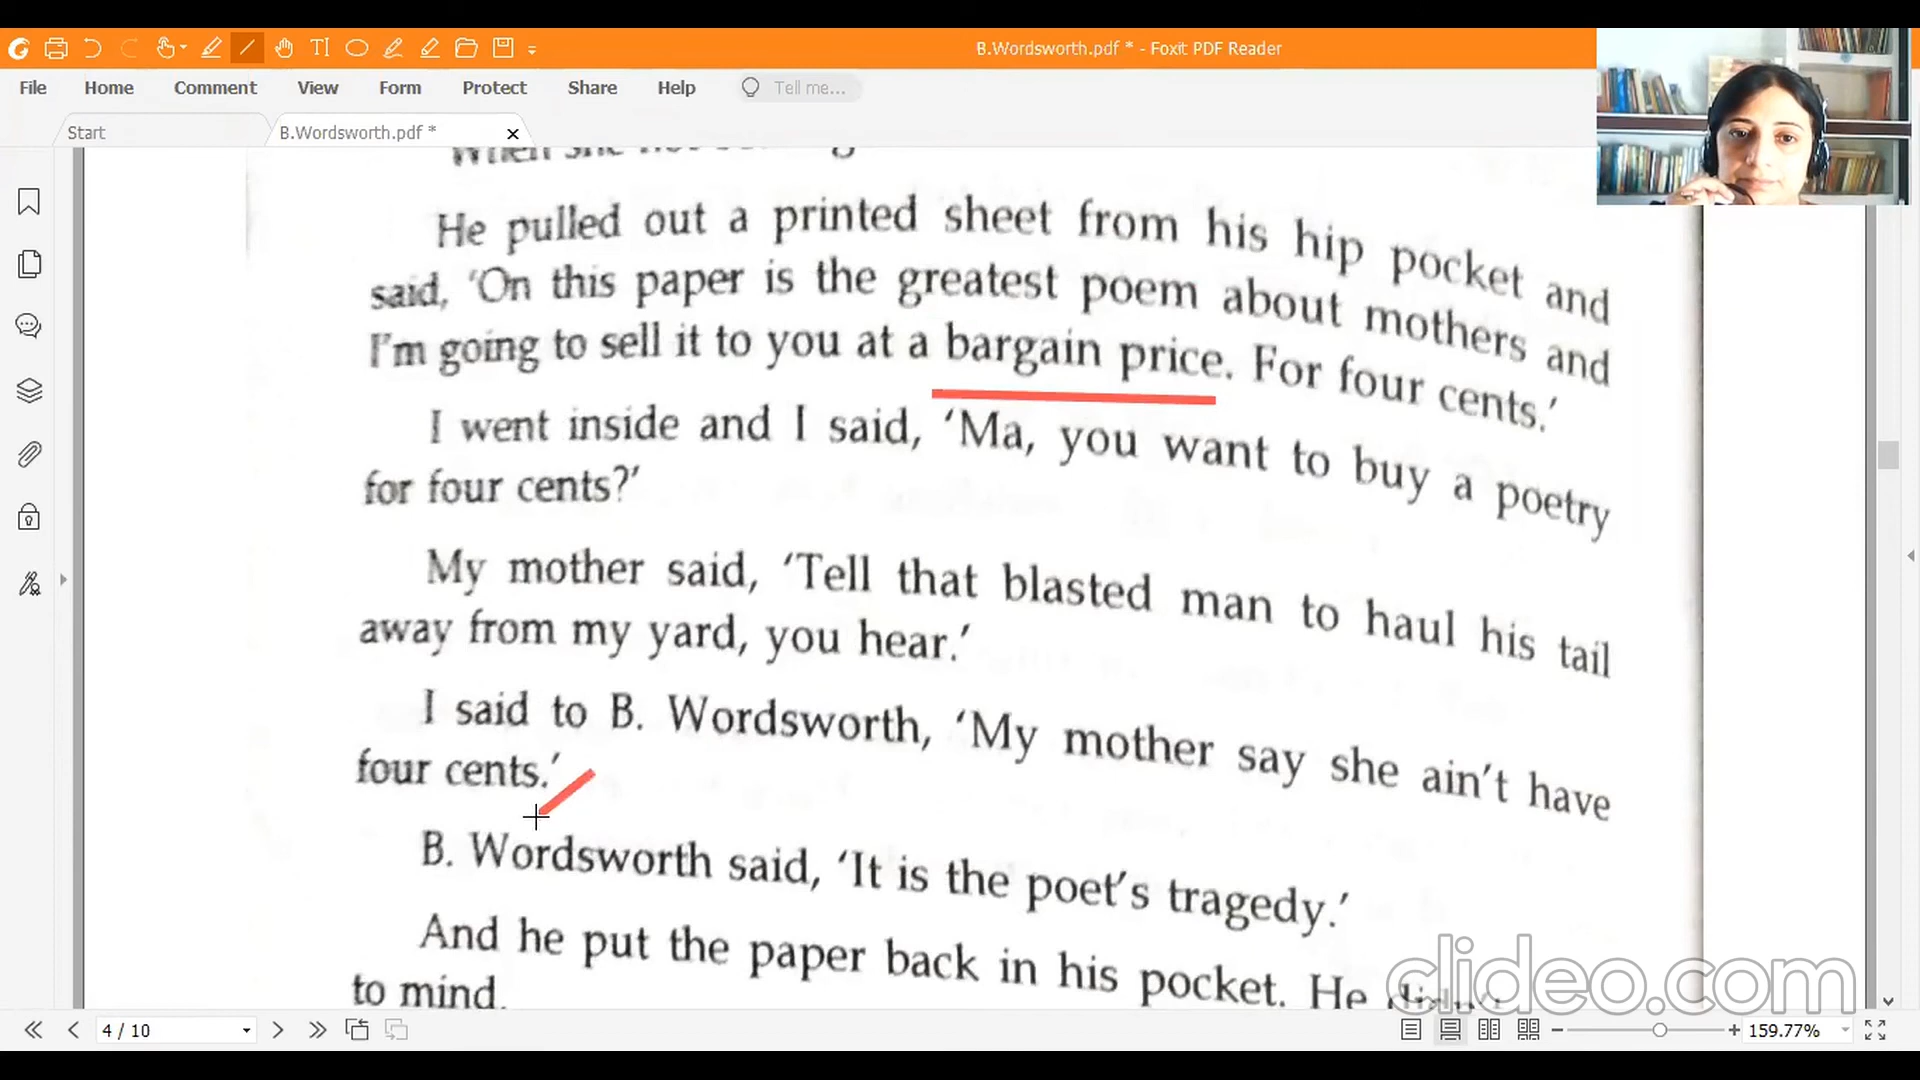 B.Wordsworth.pdf * - Foxit PDF Reader
File Home Comment View Form Protect Share Help Tell me...
Start B.Wordsworth.pdf *
When she
He pulled out a printed sheet from his hip pocket and
said, ‘On this paper is the greatest poem about mothers and
I'm going to sell it to you at a bargain price. For four cents.’
I went inside and I said, ‘Ma, you want to buy a poetry
for four cents?’
My mother said, ‘Tell that blasted man to haul his tail
away from my yard, you hear.’
I said to B. Wordsworth, ‘My mother say she ain't have
four cents.’
B. Wordsworth said, ‘It is the poet's tragedy.’
And he put the paper back in his pocket. He didn't
to mind.
clideo.com
4 / 10 159.77%